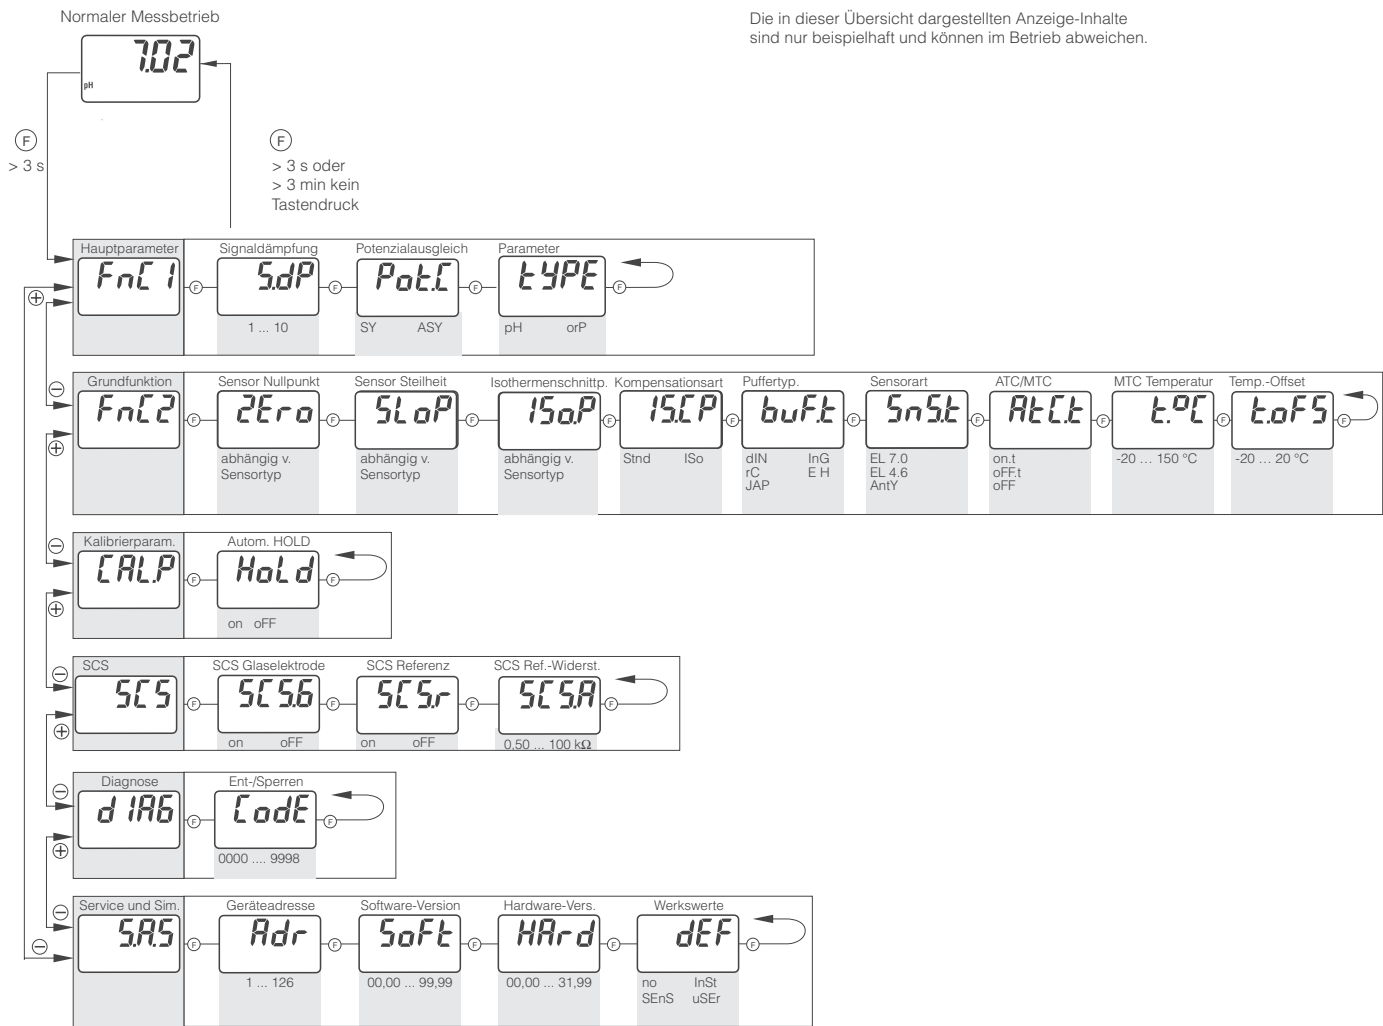 Normaler Messbetrieb
7.02
pH
Die in dieser Übersicht dargestellten Anzeige-Inhalte
sind nur beispielhaft und können im Betrieb abweichen.
F
> 3 s
F
> 3 s oder
> 3 min kein
Tastendruck
Hauptparameter Signaldämpfung Potenzialausgleich Parameter
FnC1 F S.dP F Pot.C F tYPE F
+
1 ... 10 SY ASY pH orP
−
Grundfunktion Sensor Nullpunkt Sensor Steilheit Isothermenschnittp. Kompensationsart Puffertyp. Sensorart ATC/MTC MTC Temperatur Temp.-Offset
FnC2 F ZEro F SLoP F ISo.P F IS.CP F buF.t F SnS.t F AtC.t F t.°C F t.oFS F
+
abhängig v. abhängig v. abhängig v. Stnd ISo dIN InG EL 7.0 on.t -20 ... 150 °C -20 ... 20 °C
Sensortyp Sensortyp Sensortyp rC E H EL 4.6 oFF.t
JAP AntY oFF
−
Kalibrierparam. Autom. HOLD
CAL.P F HoLd F
+
on oFF
−
SCS SCS Glaselektrode SCS Referenz SCS Ref.-Widerst.
SCS F SCS.G F SCS.r F SCS.A F
+
on oFF on oFF 0,50 ... 100 kΩ
−
Diagnose Ent-/Sperren
dIAG F CodE F
+
0000 .... 9998
−
Service und Sim. Geräteadresse Software-Version Hardware-Vers. Werkswerte
S.A.S F Adr F SoFt F HArd F dEF F
−
1 ... 126 00,00 ... 99,99 00,00 ... 31,99 no InSt
SEnS uSEr